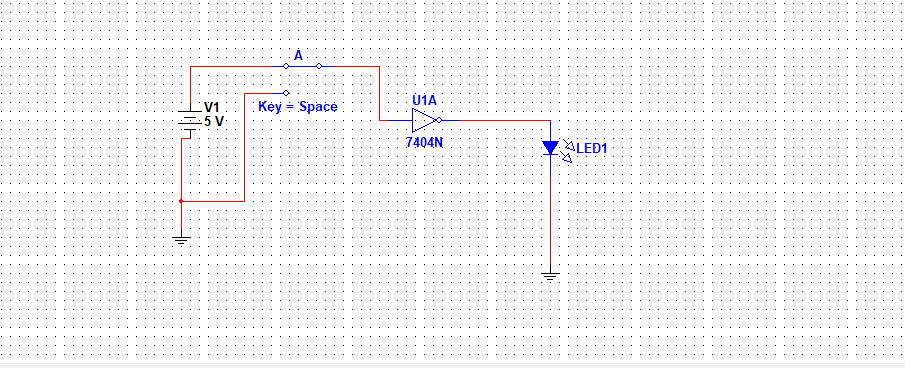 A
V1
5 V
Key = Space
U1A
7404N
LED1